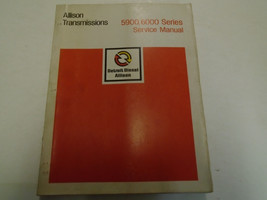 Allison
Transmissions
5000,6000 Series
Service Manual
Detroit Diesel
Allison